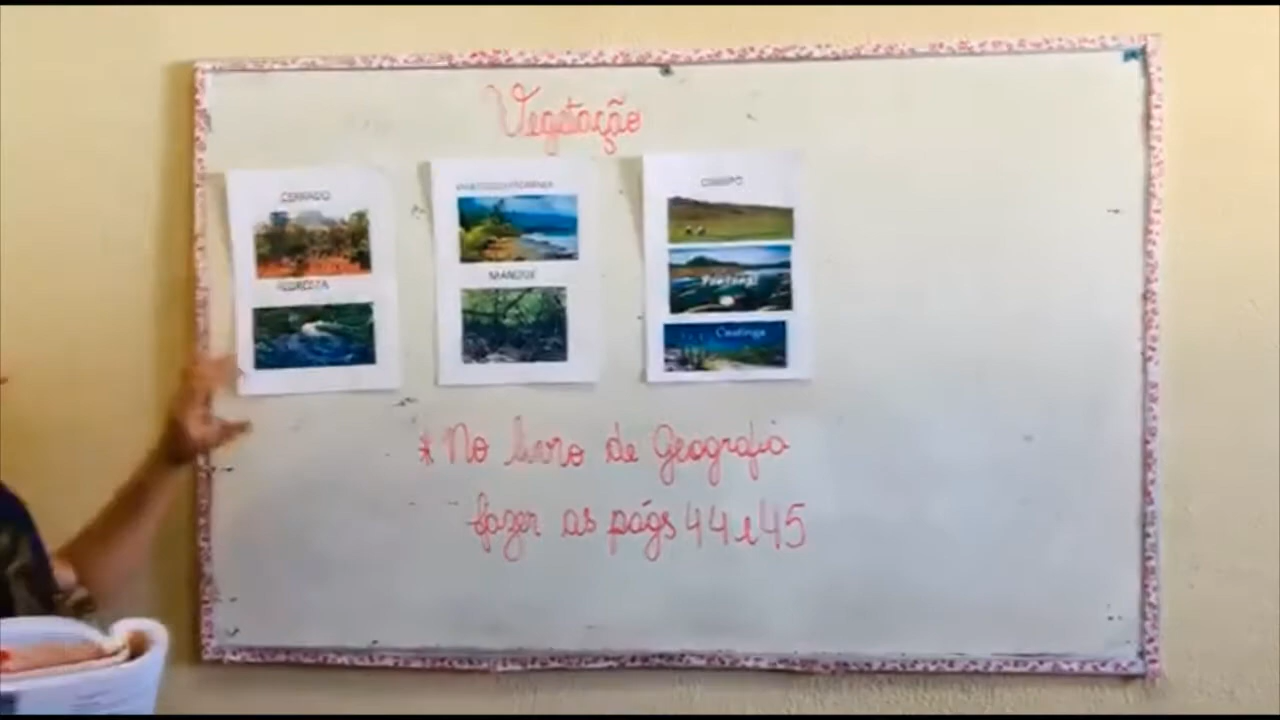 Vegetação
CERRADO
FLORESTA
MANGUE
CAMPO
Pantanal
Caatinga
* No livro de Geografia
fazer as págs 44 e 45